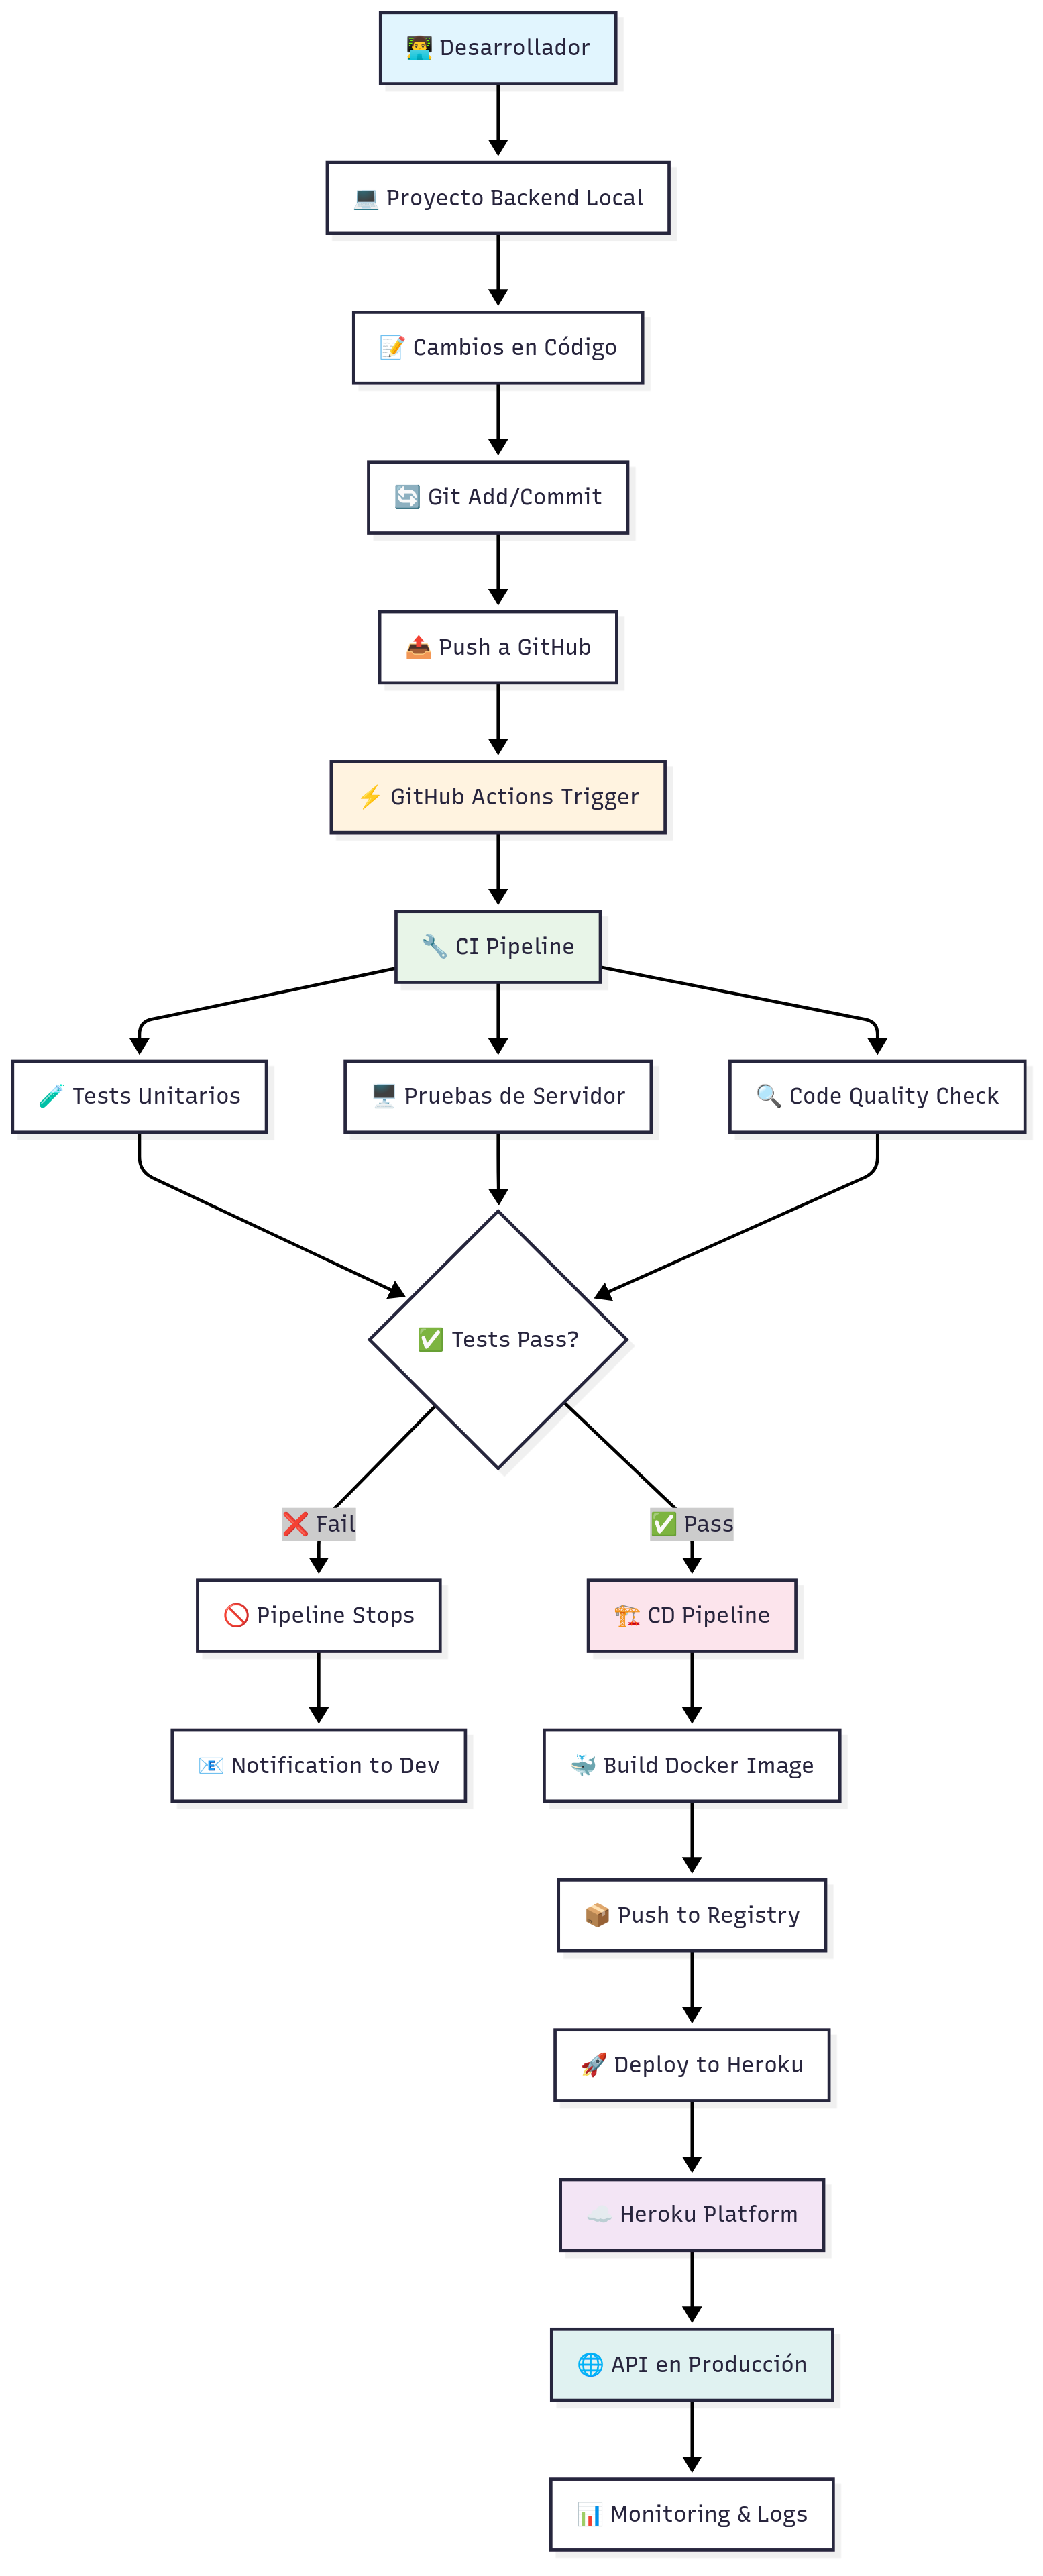 👨‍💻 Desarrollador
💻 Proyecto Backend Local
📝 Cambios en Código
🔄 Git Add/Commit
📤 Push a GitHub
⚡ GitHub Actions Trigger
🔧 CI Pipeline
🧪 Tests Unitarios
🖥️ Pruebas de Servidor
🔍 Code Quality Check
✅ Tests Pass?
❌ Fail
✅ Pass
🚫 Pipeline Stops
🏗️ CD Pipeline
📧 Notification to Dev
🐳 Build Docker Image
📦 Push to Registry
🚀 Deploy to Heroku
☁️ Heroku Platform
🌐 API en Producción
📊 Monitoring & Logs